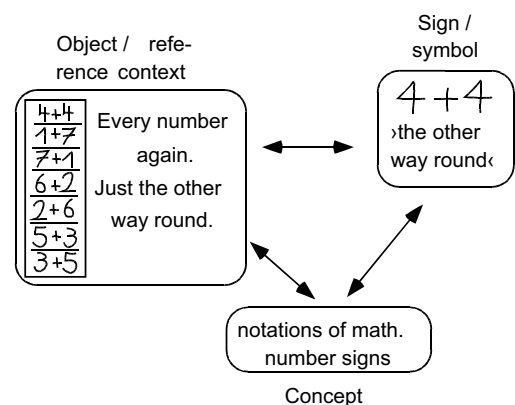 Object / refe-
rence context
4+4
1+7
7+1
6+2
2+6
5+3
3+5
Every number
again.
Just the other
way round.
Sign /
symbol
4+4
›the other
way round‹
notations of math.
number signs
Concept